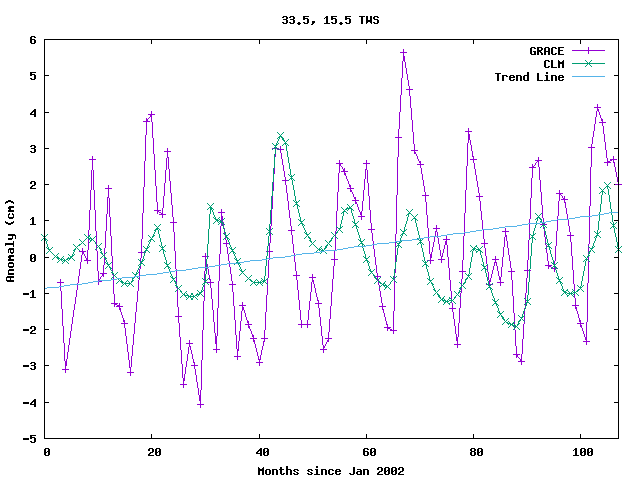 33.5, 15.5 TWS
GRACE
CLM
Trend Line
6
5
4
3
2
1
0
-1
-2
-3
-4
-5
Anomaly (cm)
0 20 40 60 80 100
Months since Jan 2002